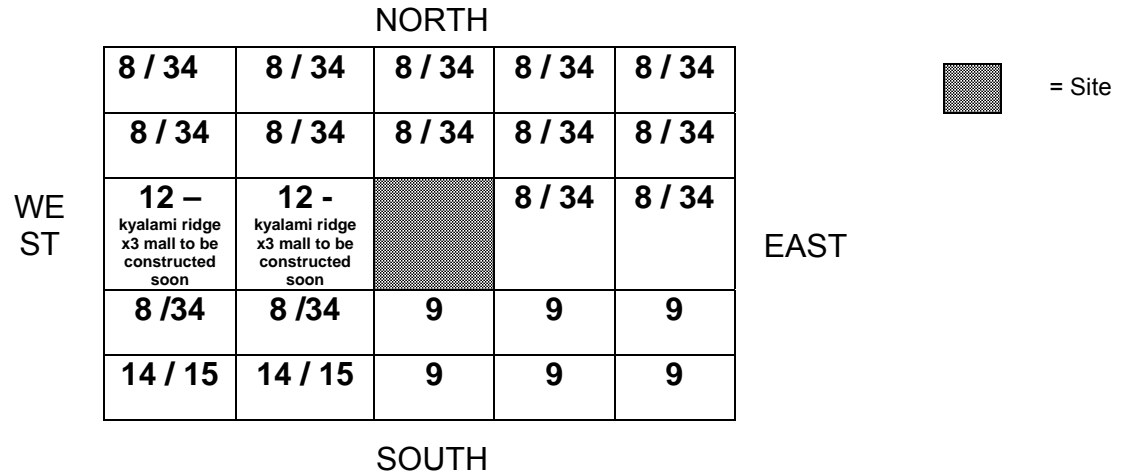 NORTH
8 / 34 8 / 34 8 / 34 8 / 34 8 / 34
= Site
8 / 34 8 / 34 8 / 34 8 / 34 8 / 34
WE
ST
12 –
kyalami ridge
x3 mall to be
constructed
soon
12 -
kyalami ridge
x3 mall to be
constructed
soon
8 / 34 8 / 34
EAST
8 /34 8 /34 9 9 9
14 / 15 14 / 15 9 9 9
SOUTH